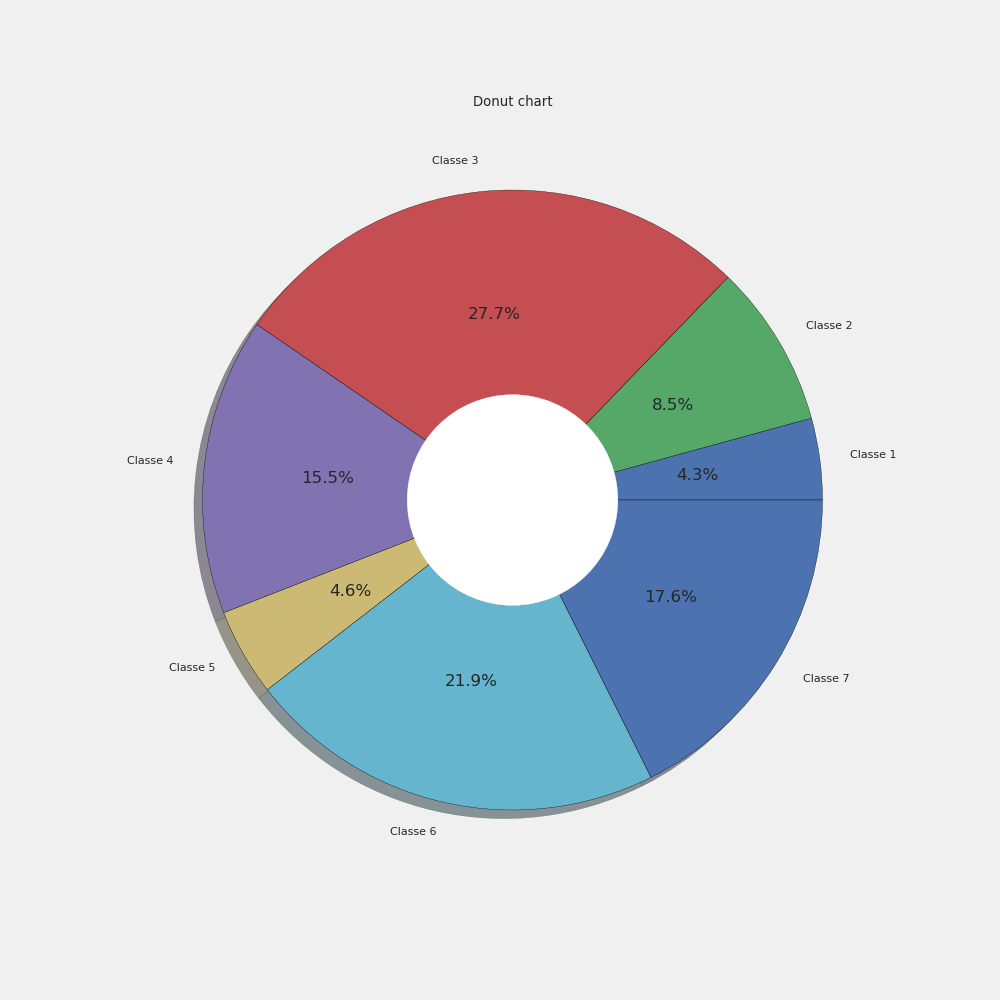 Donut chart
Classe 3
27.7%
Classe 2
8.5%
Classe 1
4.3%
Classe 4
15.5%
Classe 5
4.6%
Classe 6
21.9%
Classe 7
17.6%